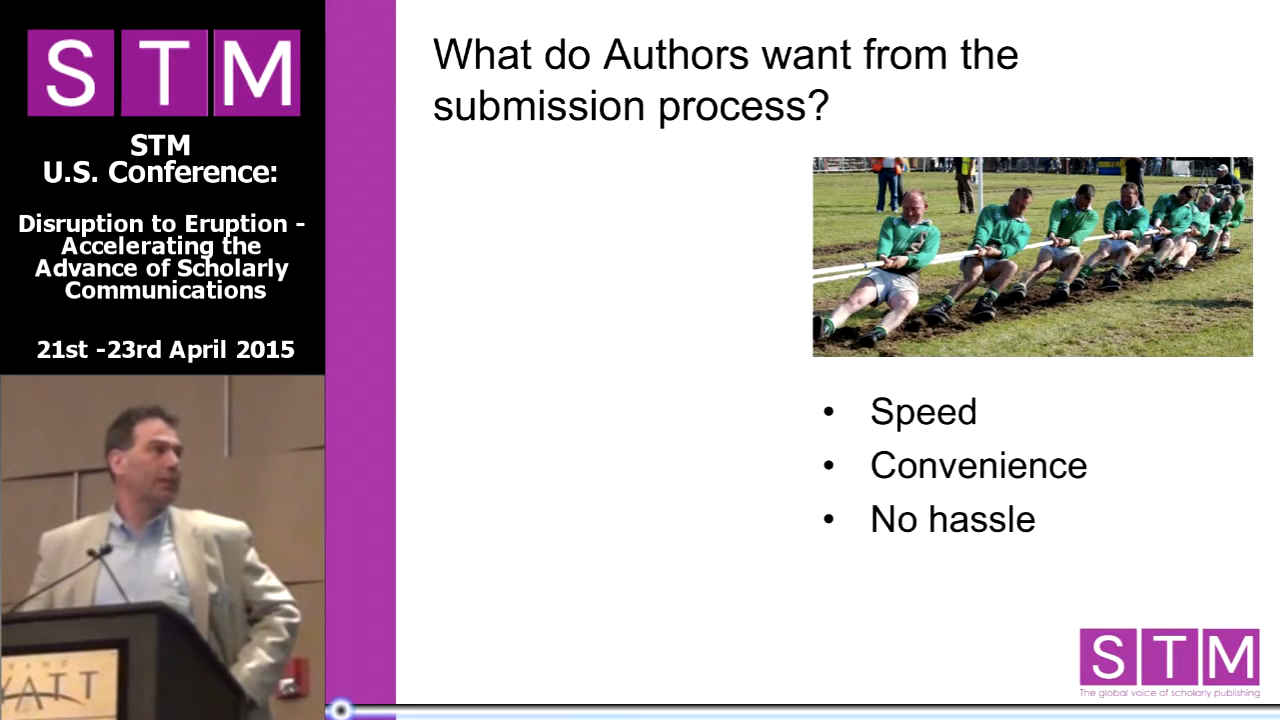 STM
STM
U.S. Conference:
Disruption to Eruption -
Accelerating the
Advance of Scholarly
Communications
21st -23rd April 2015
What do Authors want from the
submission process?
• Speed
• Convenience
• No hassle
STM
The global voice of scholarly publishing